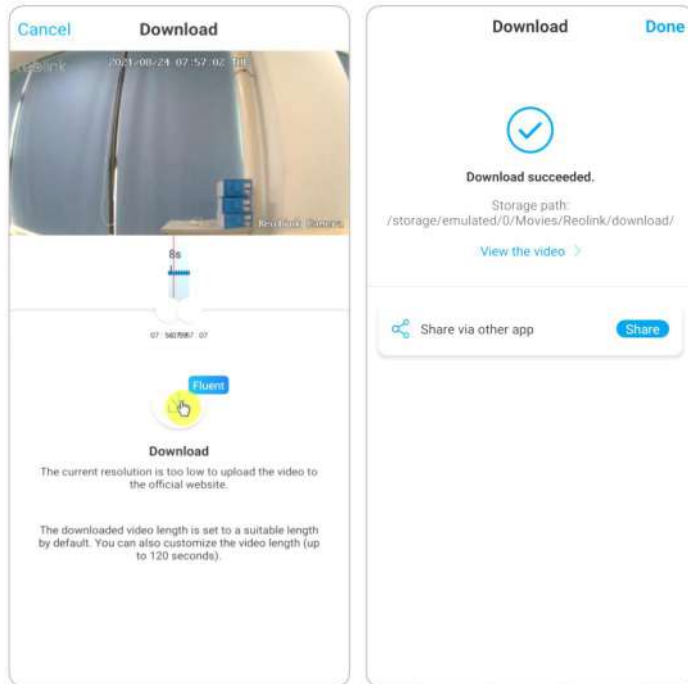 Cancel
Download
2021/08/24 07:57:02 TUE
Reolink Camera
8s
Fluent
Download
The current resolution is too low to upload the video to
the official website.
The downloaded video length is set to a suitable length
by default. You can also customize the video length (up
to 120 seconds).
Download
Done
Download succeeded.
Storage path:
/storage/emulated/0/Movies/Reolink/download/
View the video >
Share via other app
Share